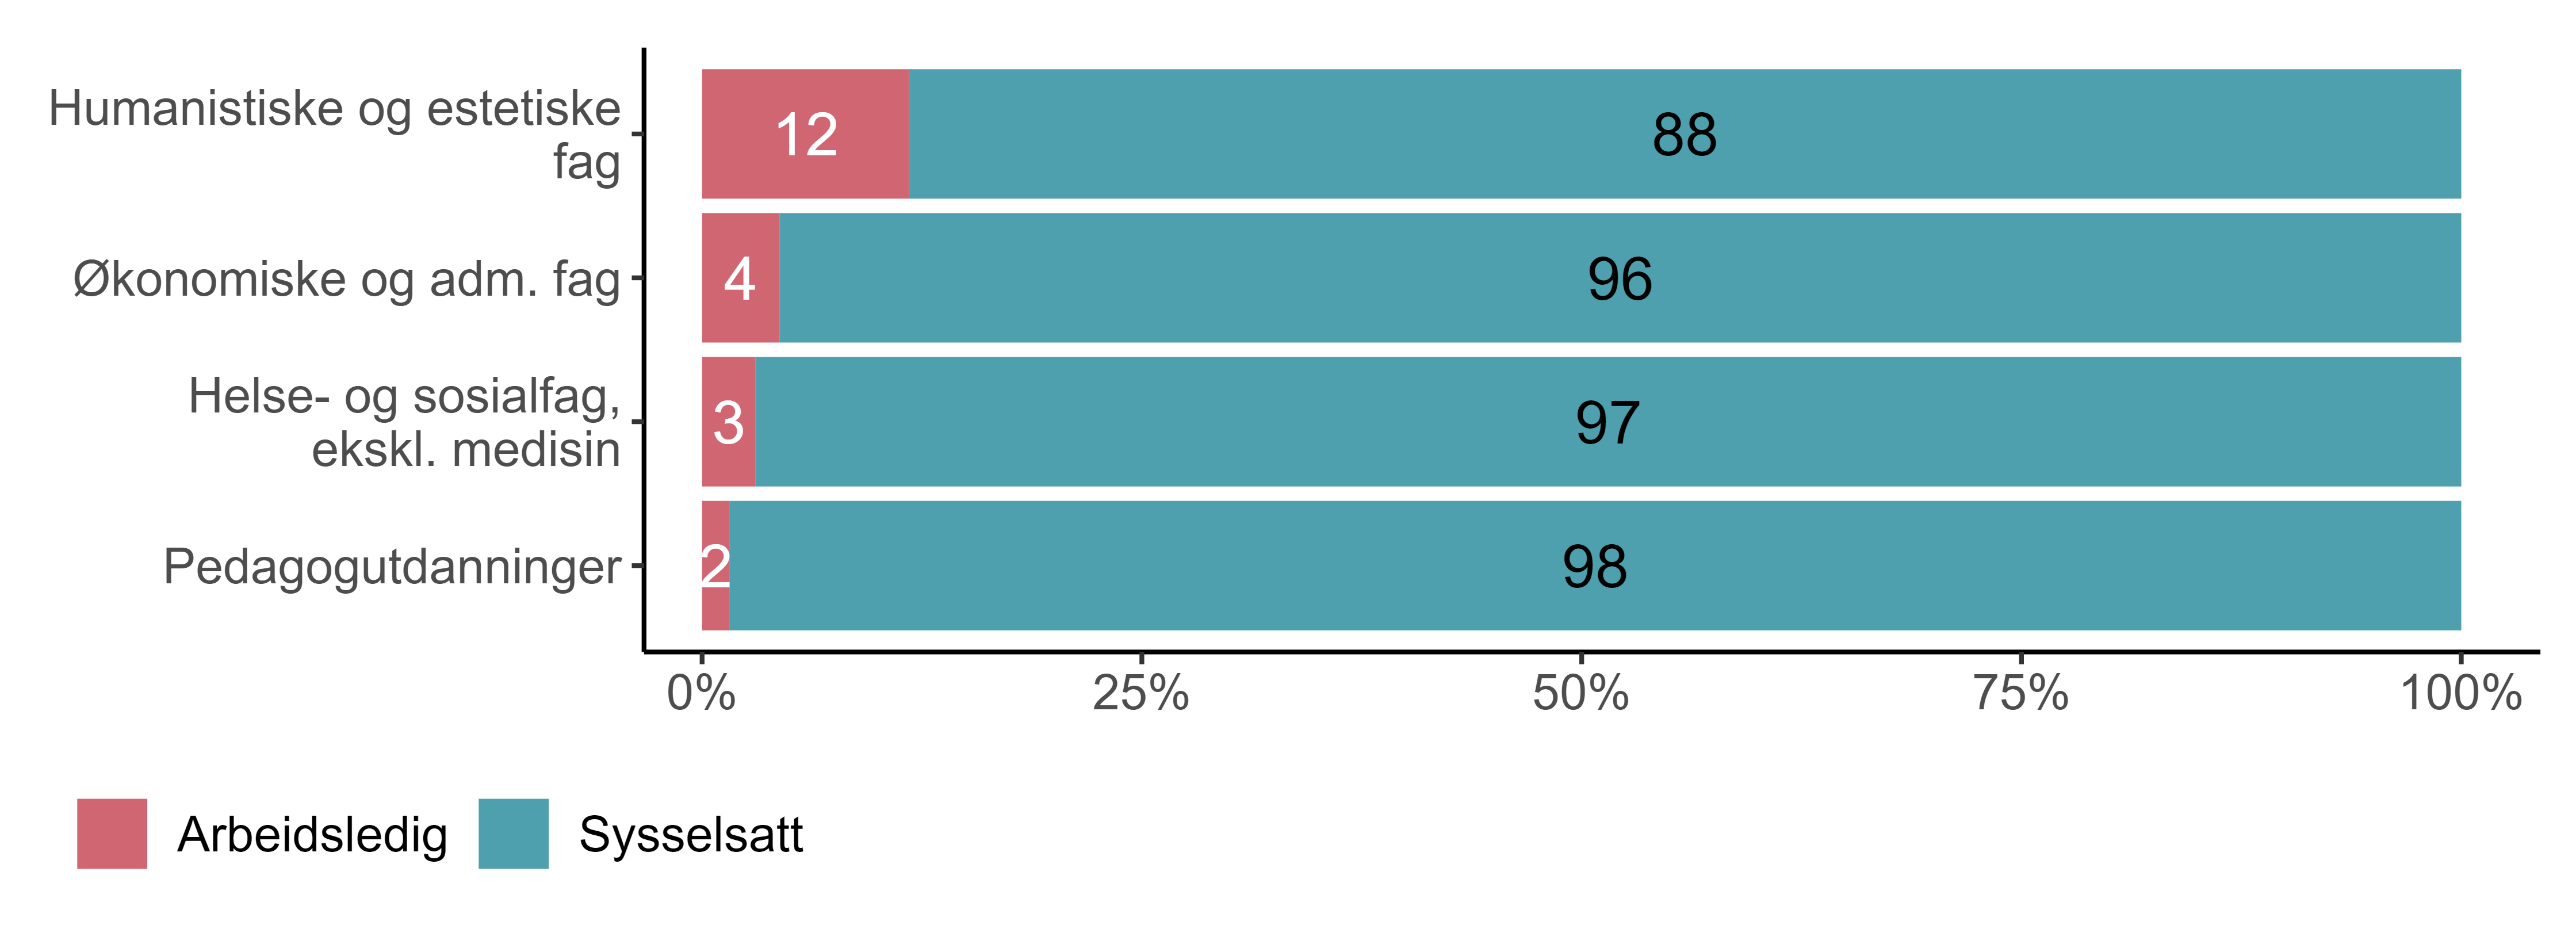 Humanistiske og estetiske
fag
12 88
Økonomiske og adm. fag
4 96
Helse- og sosialfag,
ekskl. medisin
3 97
Pedagogutdanninger
2 98
0% 25% 50% 75% 100%
Arbeidsledig Sysselsatt